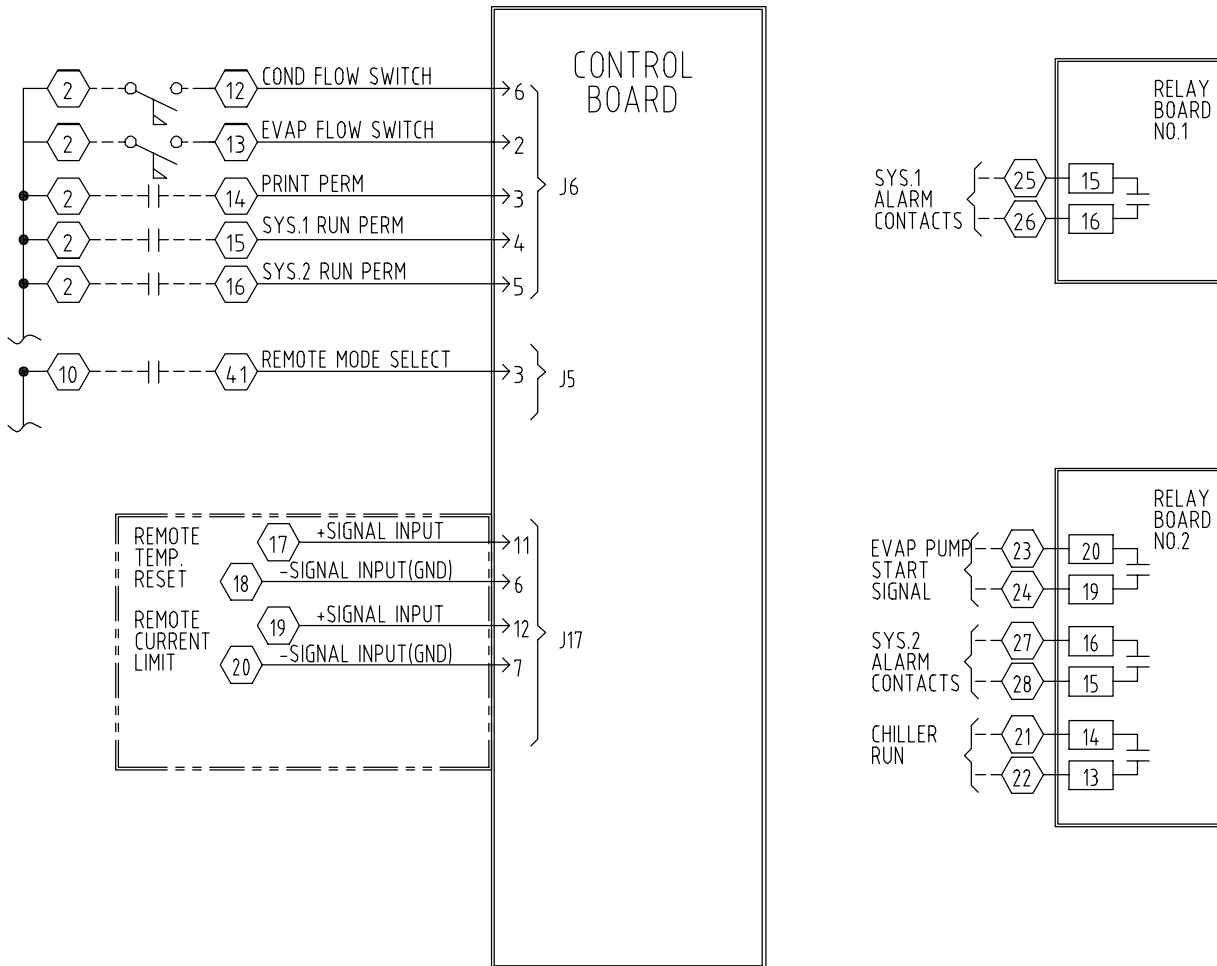 CONTROL
BOARD
2 12 COND FLOW SWITCH 6
2 13 EVAP FLOW SWITCH 2
2 14 PRINT PERM 3
J6
2 15 SYS.1 RUN PERM 4
2 16 SYS.2 RUN PERM 5
10 41 REMOTE MODE SELECT 3
J5
REMOTE
TEMP.
RESET
17 +SIGNAL INPUT 11
18 -SIGNAL INPUT(GND) 6
REMOTE
CURRENT
LIMIT
19 +SIGNAL INPUT 12
20 -SIGNAL INPUT(GND) 7
J17
RELAY
BOARD
NO.1
SYS.1
ALARM
CONTACTS
25 15
26 16
RELAY
BOARD
NO.2
EVAP PUMP
START
SIGNAL
23 20
24 19
SYS.2
ALARM
CONTACTS
27 16
28 15
CHILLER
RUN
21 14
22 13